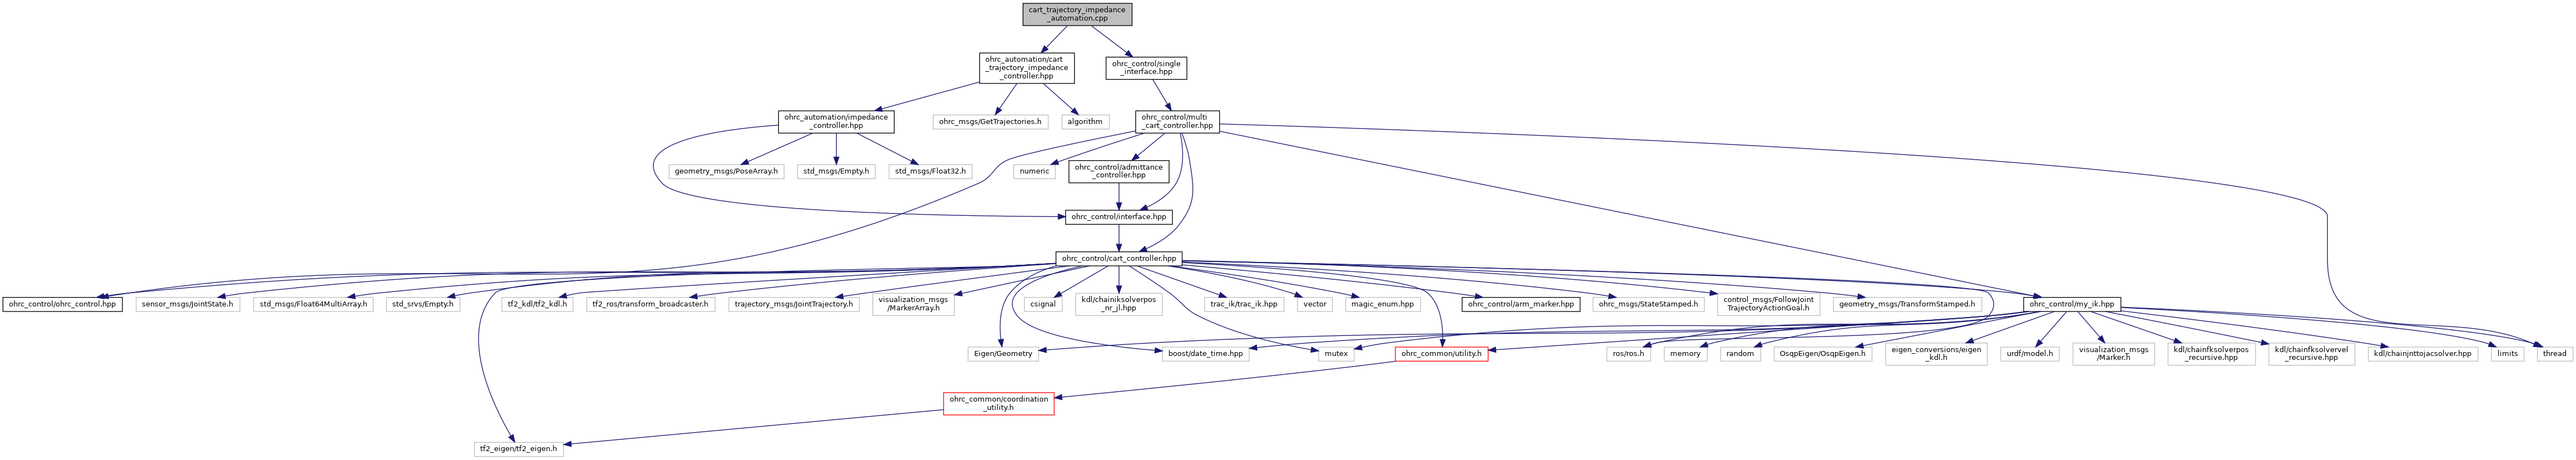 cart_trajectory_impedance
_automation.cpp
ohrc_automation/cart
_trajectory_impedance
_controller.hpp
ohrc_control/single
_interface.hpp
ohrc_automation/impedance
_controller.hpp
ohrc_msgs/GetTrajectories.h
algorithm
ohrc_control/multi
_cart_controller.hpp
geometry_msgs/PoseArray.h
std_msgs/Empty.h
std_msgs/Float32.h
numeric
ohrc_control/admittance
_controller.hpp
ohrc_control/interface.hpp
ohrc_control/cart_controller.hpp
ohrc_control/ohrc_control.hpp
sensor_msgs/JointState.h
std_msgs/Float64MultiArray.h
std_srvs/Empty.h
tf2_kdl/tf2_kdl.h
tf2_ros/transform_broadcaster.h
trajectory_msgs/JointTrajectory.h
visualization_msgs
/MarkerArray.h
csignal
kdl/chainiksolverpos
_nr_jl.hpp
trac_ik/trac_ik.hpp
vector
magic_enum.hpp
ohrc_control/arm_marker.hpp
ohrc_msgs/StateStamped.h
control_msgs/FollowJoint
TrajectoryActionGoal.h
geometry_msgs/TransformStamped.h
ohrc_control/my_ik.hpp
Eigen/Geometry
boost/date_time.hpp
mutex
ohrc_common/utility.h
ros/ros.h
memory
random
OsqpEigen/OsqpEigen.h
eigen_conversions/eigen
_kdl.h
urdf/model.h
visualization_msgs
/Marker.h
kdl/chainfksolverpos
_recursive.hpp
kdl/chainfksolvervel
_recursive.hpp
kdl/chainjnttojacsolver.hpp
limits
thread
ohrc_common/coordination
_utility.h
tf2_eigen/tf2_eigen.h